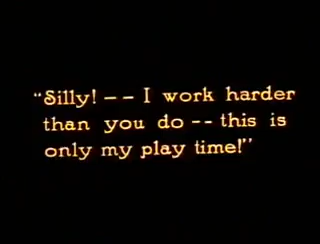 "Silly! -- I work harder
than you do -- this is
only my play time!"